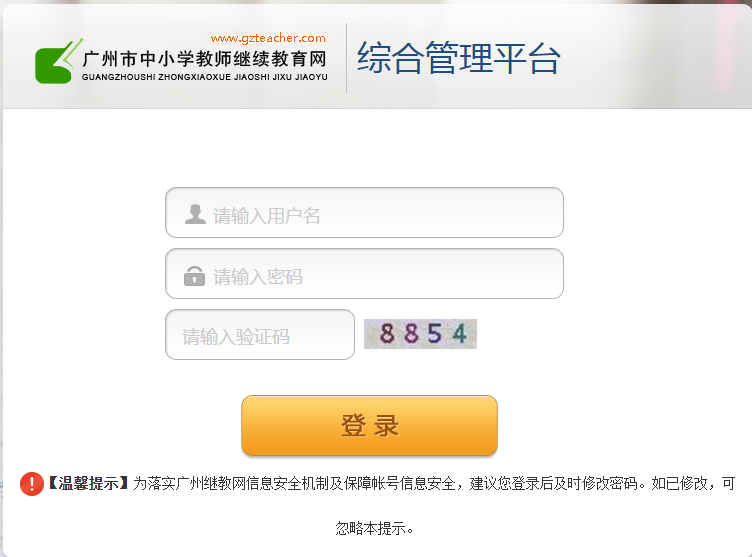 www.gzteacher.com
广州市中小学教师继续教育网
GUANGZHOUSHI ZHONGXIAOXUE JIAOSHI JIXU JIAOYU
综合管理平台
请输入用户名
请输入密码
请输入验证码
8854
登 录
【温馨提示】为落实广州继教网信息安全机制及保障帐号信息安全，建议您登录后及时修改密码。如已修改，可
忽略本提示。